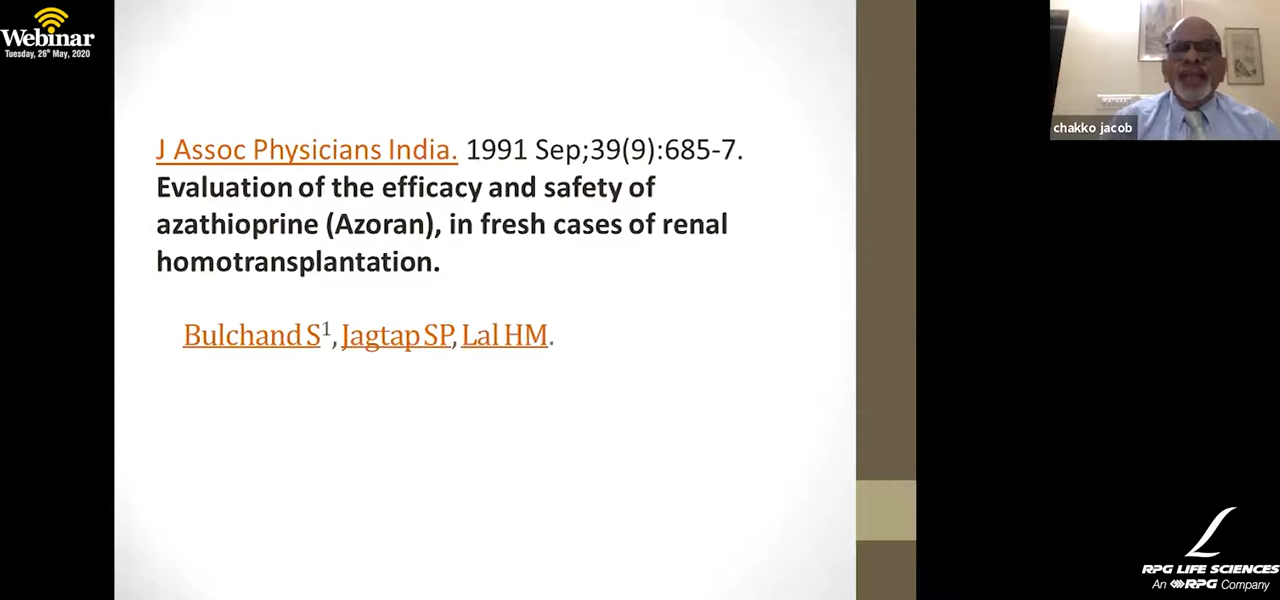 Webinar
Tuesday, 26th May, 2020
J Assoc Physicians India. 1991 Sep;39(9):685-7.
Evaluation of the efficacy and safety of
azathioprine (Azoran), in fresh cases of renal
homotransplantation.
Bulchand S1, Jagtap SP, Lal HM.
chakko jacob
RPG LIFE SCIENCES
An RPG Company